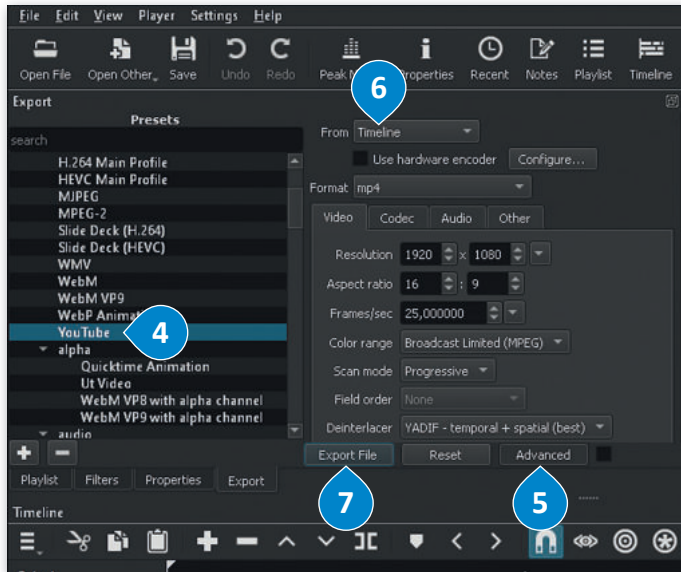 File Edit View Player Settings Help
Open File Open Other Save Undo Redo Peak Properties Recent Notes Playlist Timeline
6
Export
Presets
search
H.264 Main Profile
HEVC Main Profile
MJPEG
MPEG-2
Slide Deck (H.264)
Slide Deck (HEVC)
WMV
WebM
WebM VP9
WebP Animat
YouTube
4
alpha
Quicktime Animation
Ut Video
WebM VP8 with alpha channel
WebM VP9 with alpha channel
audio
From Timeline
Use hardware encoder Configure...
Format mp4
Video Codec Audio Other
Resolution 1920 x 1080
Aspect ratio 16 : 9
Frames/sec 25,000000
Color range Broadcast Limited (MPEG)
Scan mode Progressive
Field order None
Deinterlacer YADIF - temporal + spatial (best)
Export File Reset Advanced
7 5
Playlist Filters Properties Export
Timeline